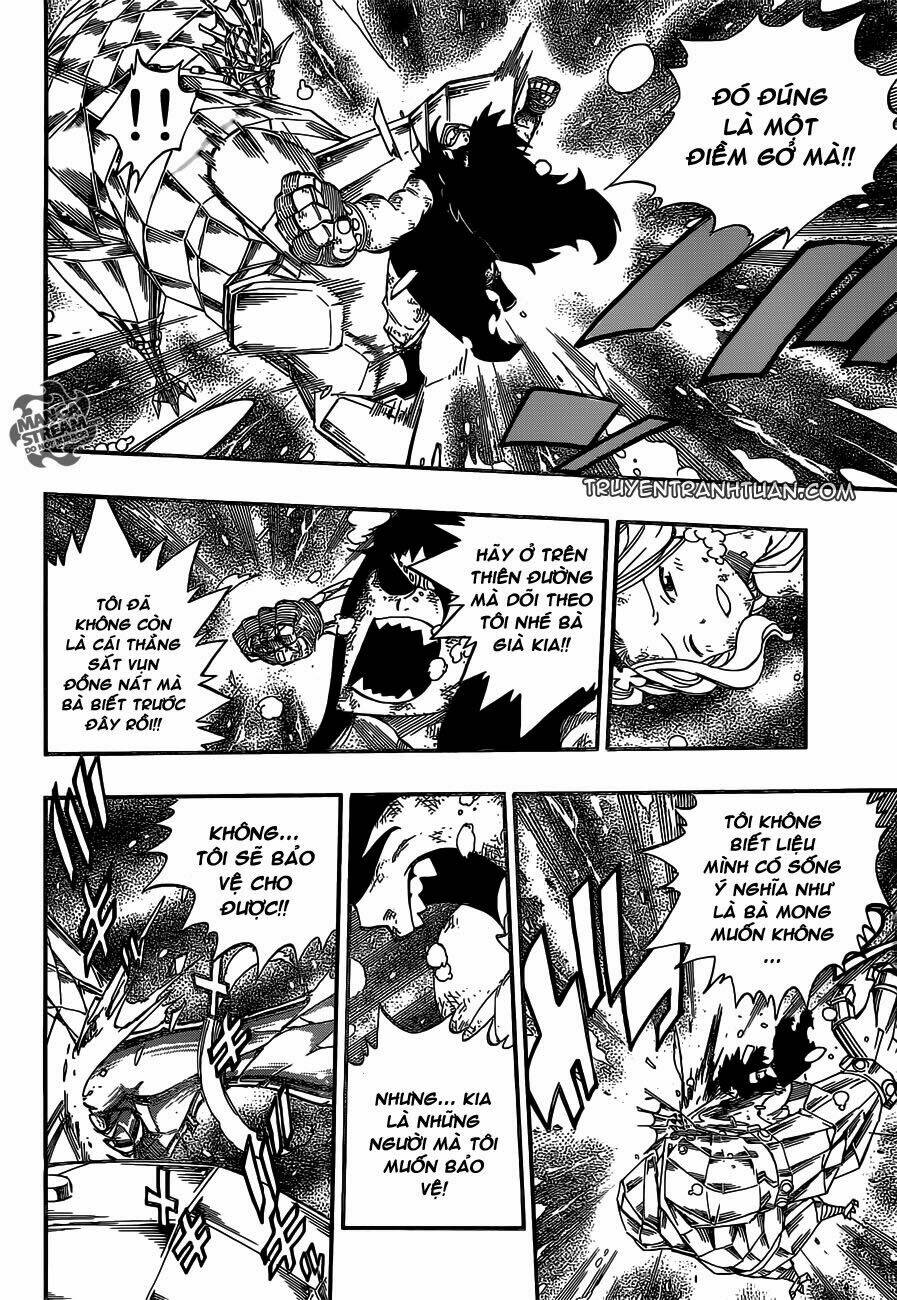 ĐÓ ĐÚNG
LÀ MỘT
ĐIỀM GỞ MÀ!!
!!
MANGA
STREAM
TRUYENTRANHTUAN.COM
HÃY Ở TRÊN
THIÊN ĐƯỜNG
MÀ DÕI THEO
TÔI NHÉ BÀ
GIÀ KIA!!
TÔI ĐÃ
KHÔNG CÒN
LÀ CÁI THẰNG
SẮT VỤN
ĐỒNG NÁT MÀ
BÀ BIẾT TRƯỚC
ĐÂY RỒI!!
TÔI KHÔNG
BIẾT LIỆU
MÌNH CÓ SỐNG
Ý NGHĨA NHƯ
LÀ BÀ MONG
MUỐN KHÔNG
...
NHƯNG... KIA
LÀ NHỮNG
NGƯỜI MÀ TÔI
MUỐN BẢO
VỆ!
KHÔNG...
TÔI SẼ BẢO
VỆ CHO
ĐƯỢC!!